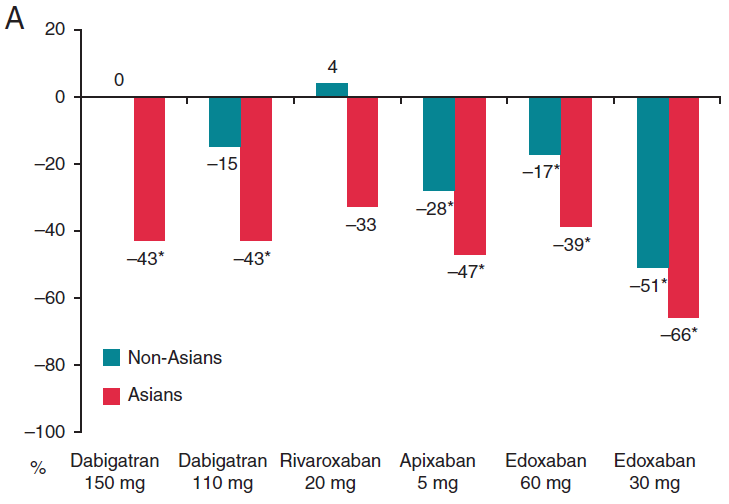 A
20
0
–20
–40
–60
–80
–100
%
0
–43*
–15
–43*
4
–33
–28*
–47*
–17*
–39*
–51*
–66*
Non-Asians
Asians
Dabigatran
150 mg
Dabigatran
110 mg
Rivaroxaban
20 mg
Apixaban
5 mg
Edoxaban
60 mg
Edoxaban
30 mg